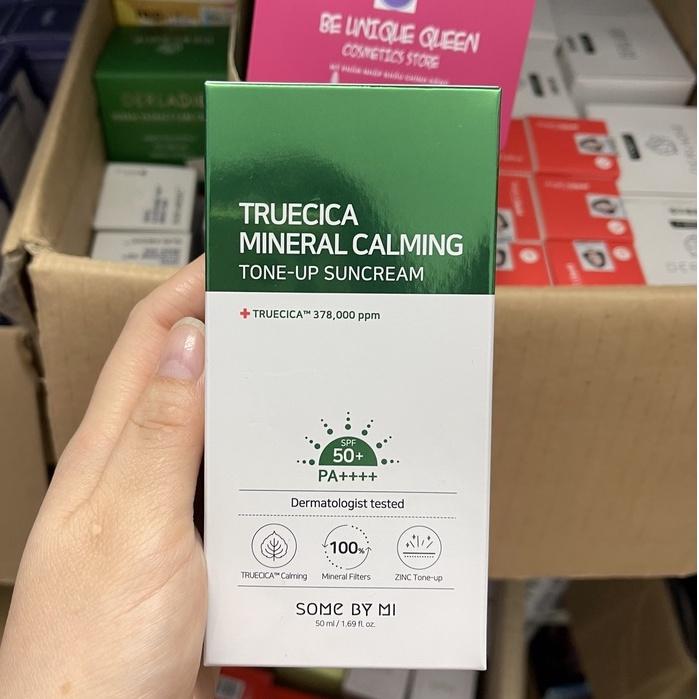 BE UNIQUE QUEEN
COSMETICS STORE
TRUECICA
MINERAL CALMING
TONE-UP SUNCREAM
TRUECICA™ 378,000 ppm
SPF
50+
PA++++
Dermatologist tested
100%
TRUECICA™ Calming
Mineral Filters
ZINC Tone-up
SOME BY MI
50 ml / 1.69 fl. oz.